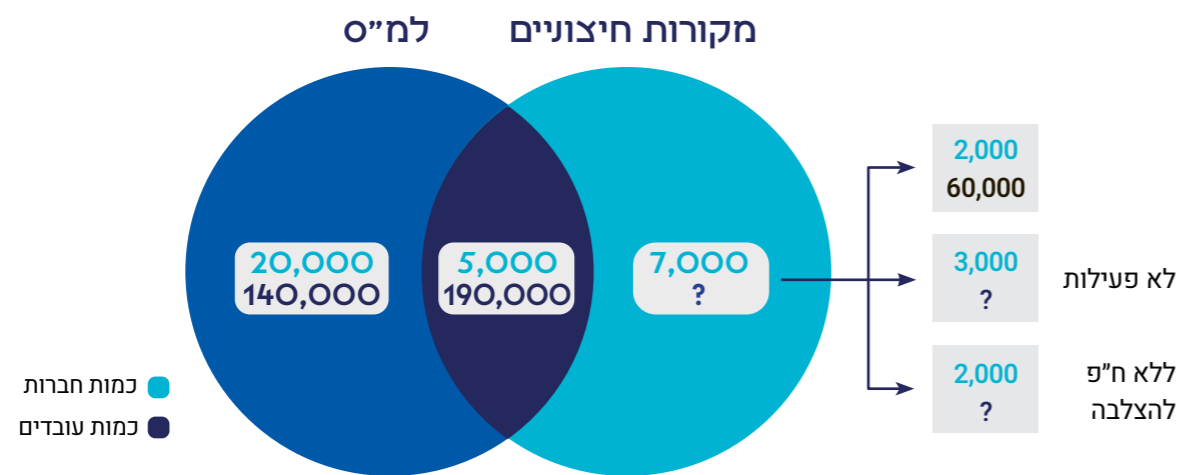 מקורות חיצוניים
למ"ס
2,000
60,000
7,000
?
5,000
190,000
20,000
140,000
3,000
?
לא פעילות
2,000
?
ללא ח"פ
להצלבה
כמות חברות
כמות עובדים